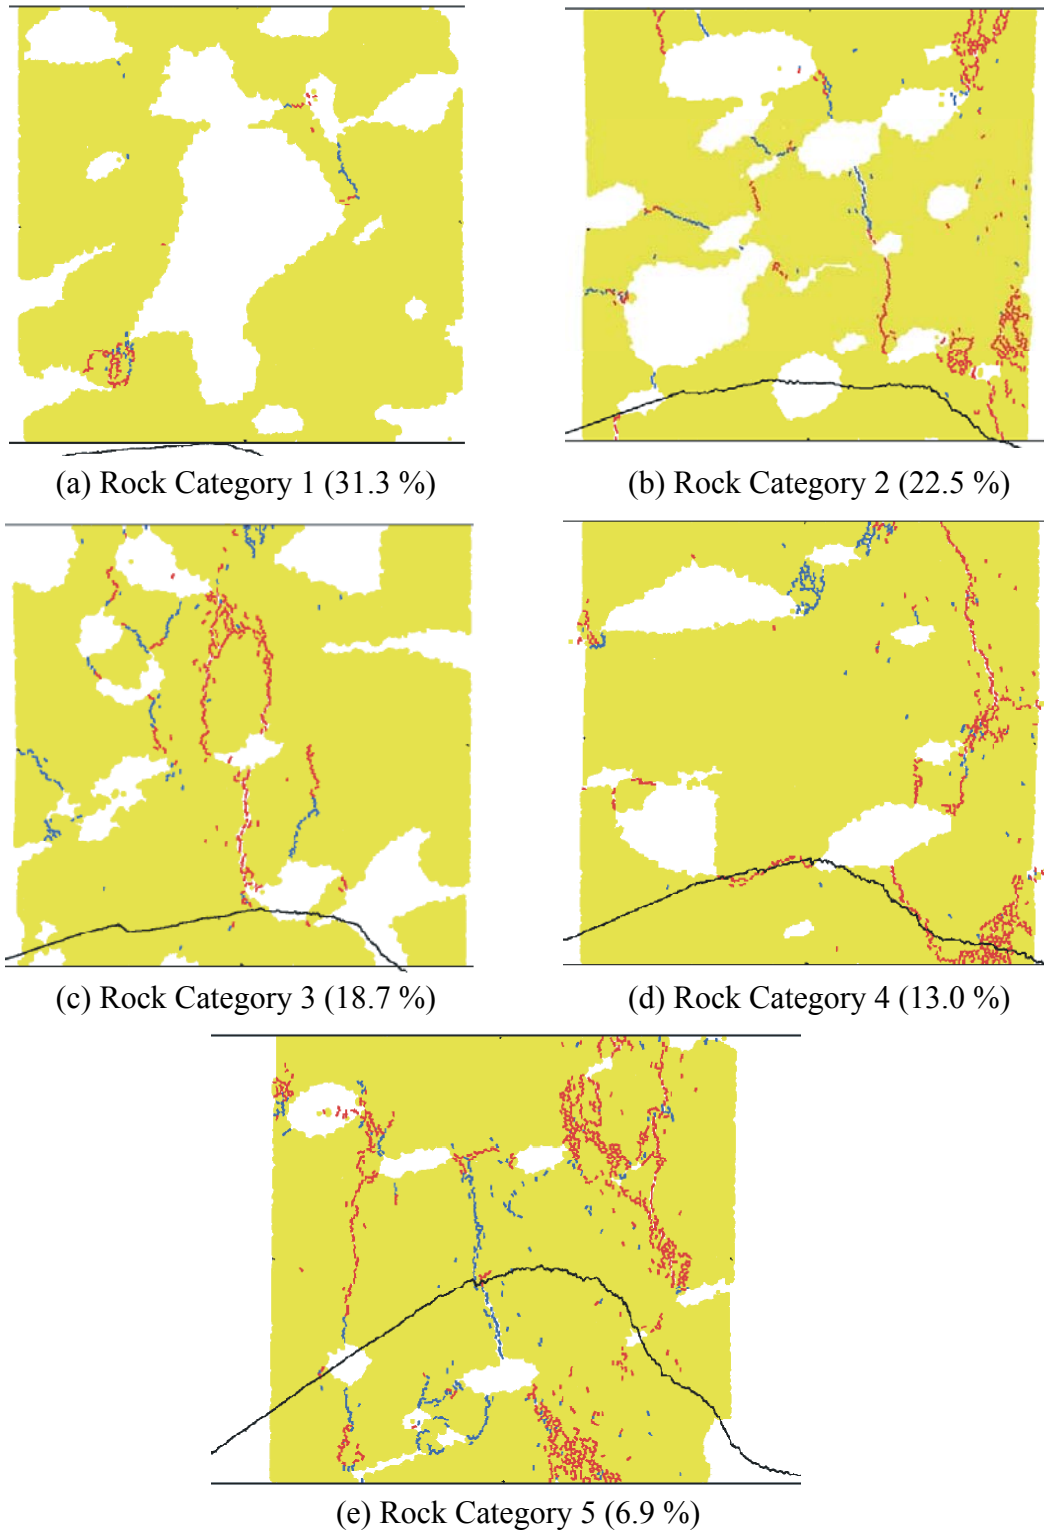 (a) Rock Category 1 (31.3 %)
(b) Rock Category 2 (22.5 %)
(c) Rock Category 3 (18.7 %)
(d) Rock Category 4 (13.0 %)
(e) Rock Category 5 (6.9 %)